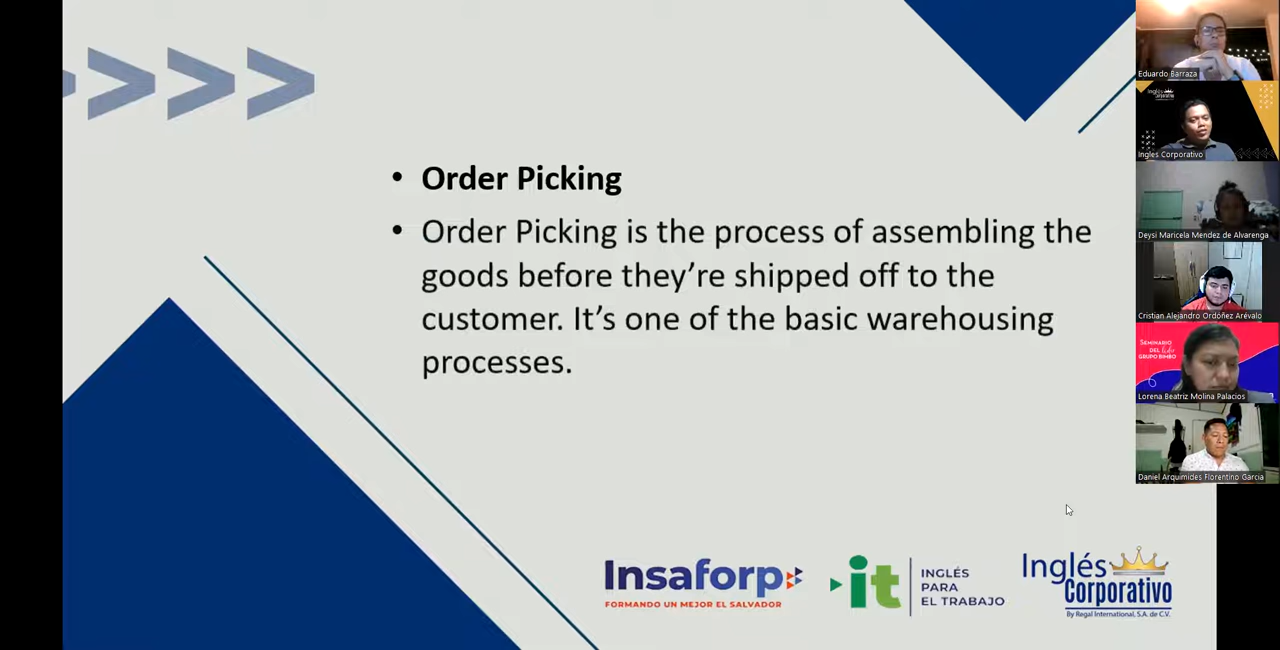 Order Picking
Order Picking is the process of assembling the
goods before they're shipped off to the
customer. It's one of the basic warehousing
processes.
Insaforp
FORMANDO UN MEJOR EL SALVADOR
it
INGLÉS
PARA
EL TRABAJO
Inglés
Corporativo
By Regal International, S.A. de C.V.
Eduardo Barraza
Inglés Corporativo
Deysi Maricela Mendez de Alvarenga
Cristian Alejandro Ordóñez Arévalo
SEMINARIO
DEL líder
GRUPO BIMBO
Lorena Beatriz Molina Palacios
Daniel Arquimides Florentino Garcia